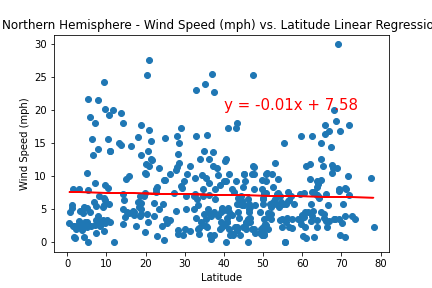 Northern Hemisphere - Wind Speed (mph) vs. Latitude Linear Regressio
30
25
20
15
10
5
0
Wind Speed (mph)
y = -0.01x + 7.58
0 10 20 30 40 50 60 70 80
Latitude